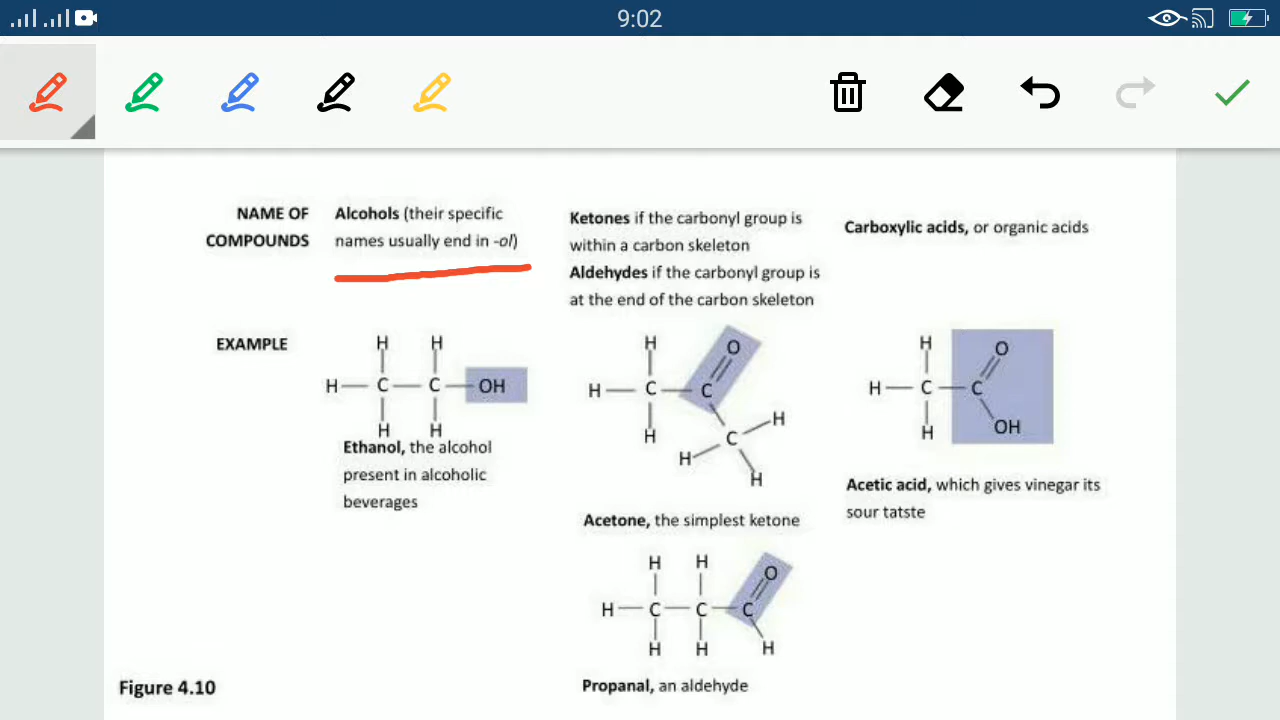 9:02
NAME OF
COMPOUNDS
Alcohols (their specific
names usually end in -ol)
Ketones if the carbonyl group is
within a carbon skeleton
Aldehydes if the carbonyl group is
at the end of the carbon skeleton
Carboxylic acids, or organic acids
EXAMPLE
H H
H C C OH
H H
Ethanol, the alcohol
present in alcoholic
beverages
H O
H C C
H C H
H H
Acetone, the simplest ketone
H H O
H C C C
H H H
Propanal, an aldehyde
H O
H C C
H OH
Acetic acid, which gives vinegar its
sour tatste
Figure 4.10